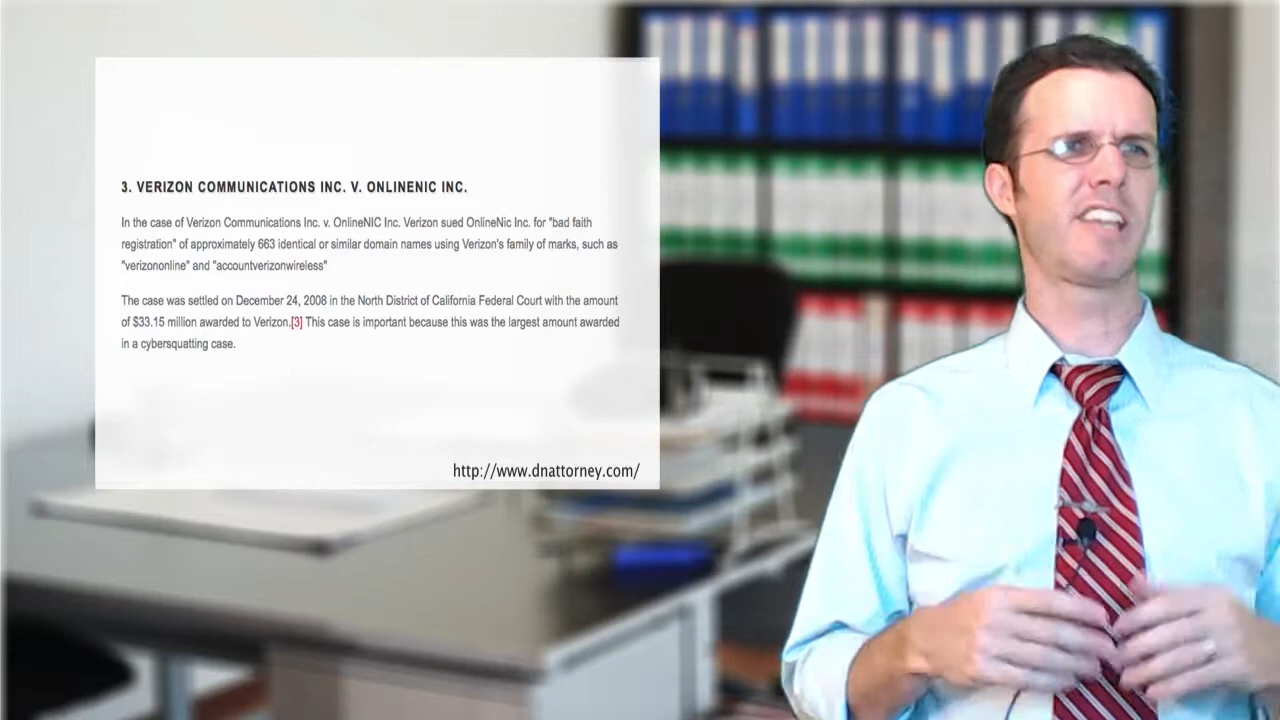 3. VERIZON COMMUNICATIONS INC. V. ONLINENIC INC.
In the case of Verizon Communications Inc. v. OnlineNIC Inc. Verizon sued OnlineNic Inc. for "bad faith
registration" of approximately 663 identical or similar domain names using Verizon's family of marks, such as
"verizononline" and "accountverizonwireless"
The case was settled on December 24, 2008 in the North District of California Federal Court with the amount
of $33.15 million awarded to Verizon.[3] This case is important because this was the largest amount awarded
in a cybersquatting case.
http://www.dnattorney.com/